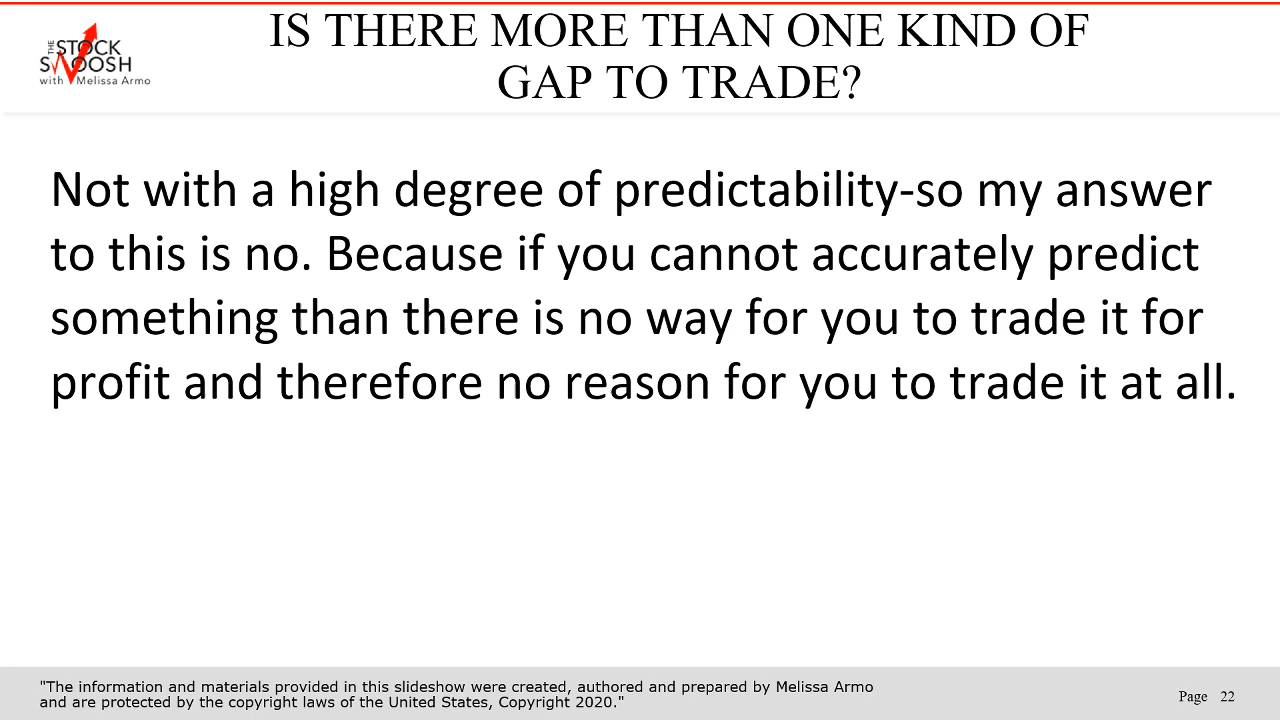 IS THERE MORE THAN ONE KIND OF
GAP TO TRADE?
THE
STOCK
SWOOSH
with Melissa Armo
Not with a high degree of predictability-so my answer
to this is no. Because if you cannot accurately predict
something than there is no way for you to trade it for
profit and therefore no reason for you to trade it at all.
"The information and materials provided in this slideshow were created, authored and prepared by Melissa Armo
and are protected by the copyright laws of the United States, Copyright 2020."
Page 22